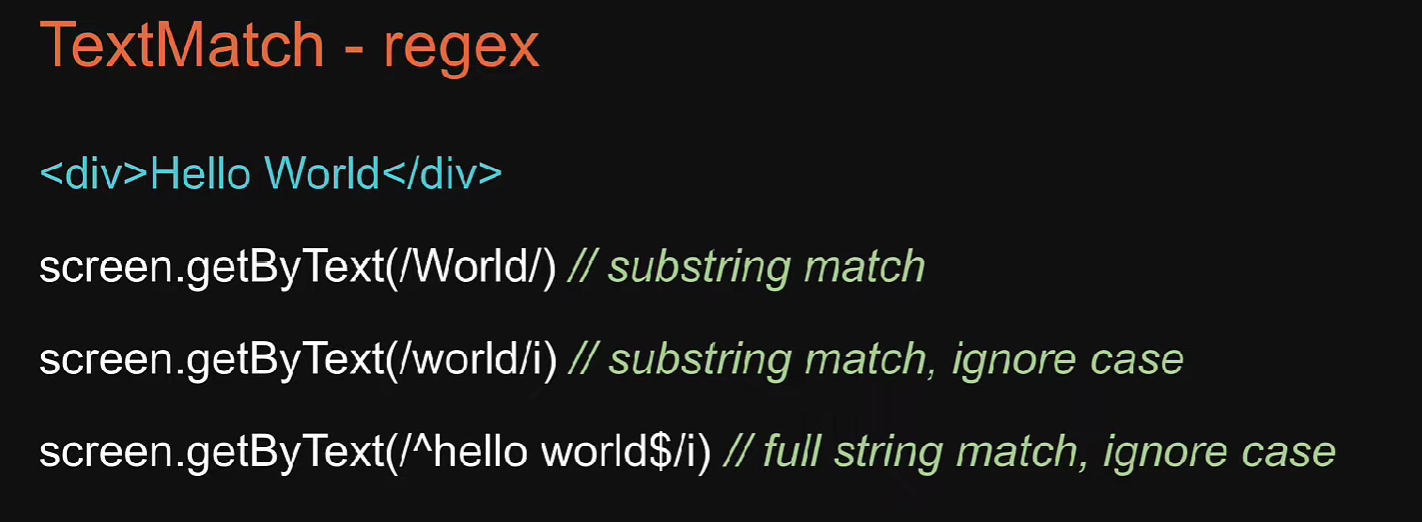 TextMatch - regex
<div>Hello World</div>
screen.getByText(/World/) // substring match
screen.getByText(/world/i) // substring match, ignore case
screen.getByText(/^hello world$/i) // full string match, ignore case